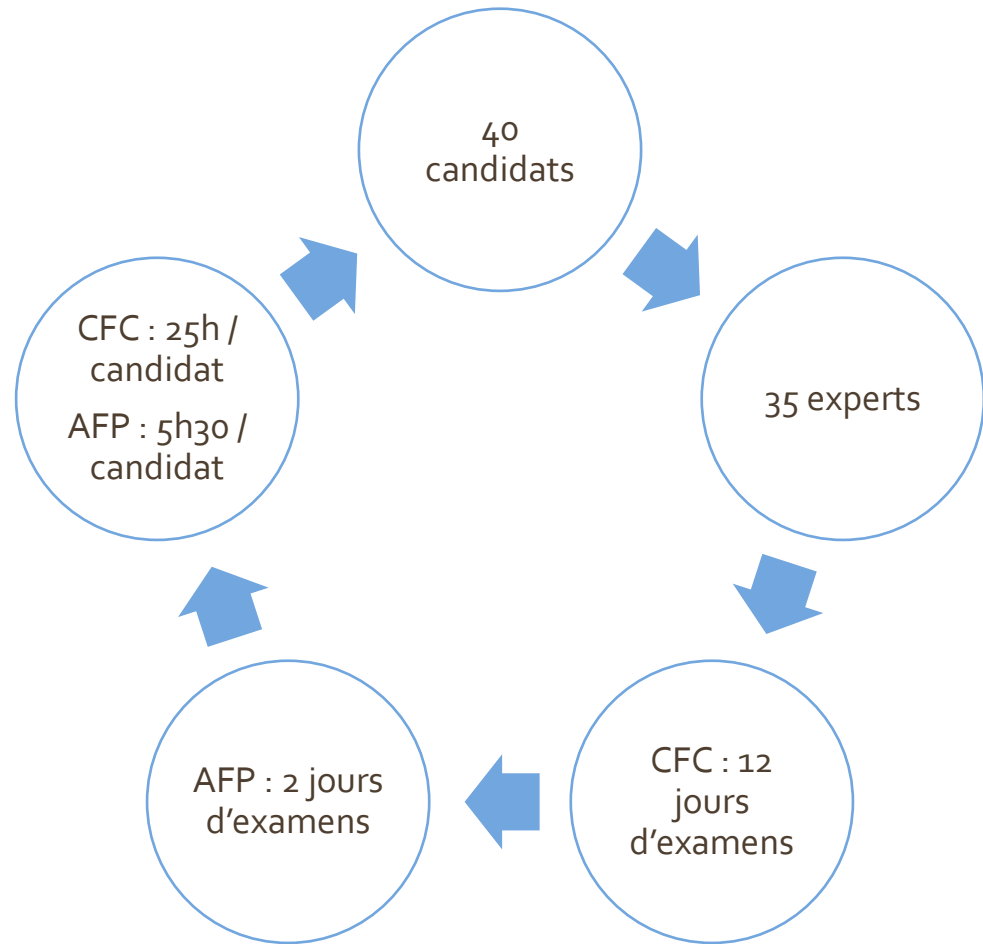 40
candidats
35 experts
CFC : 12
jours
d'examens
AFP : 2 jours
d'examens
CFC : 25h /
candidat
AFP : 5h30 /
candidat